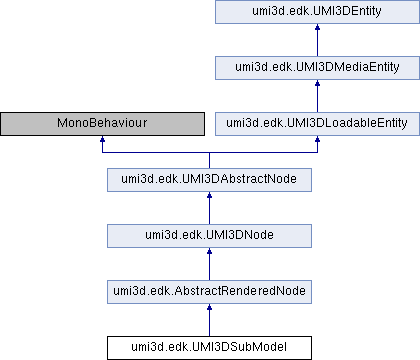 umi3d.edk.UMI3DEntity
umi3d.edk.UMI3DMediaEntity
MonoBehaviour
umi3d.edk.UMI3DLoadableEntity
umi3d.edk.UMI3DAbstractNode
umi3d.edk.UMI3DNode
umi3d.edk.AbstractRenderedNode
umi3d.edk.UMI3DSubModel